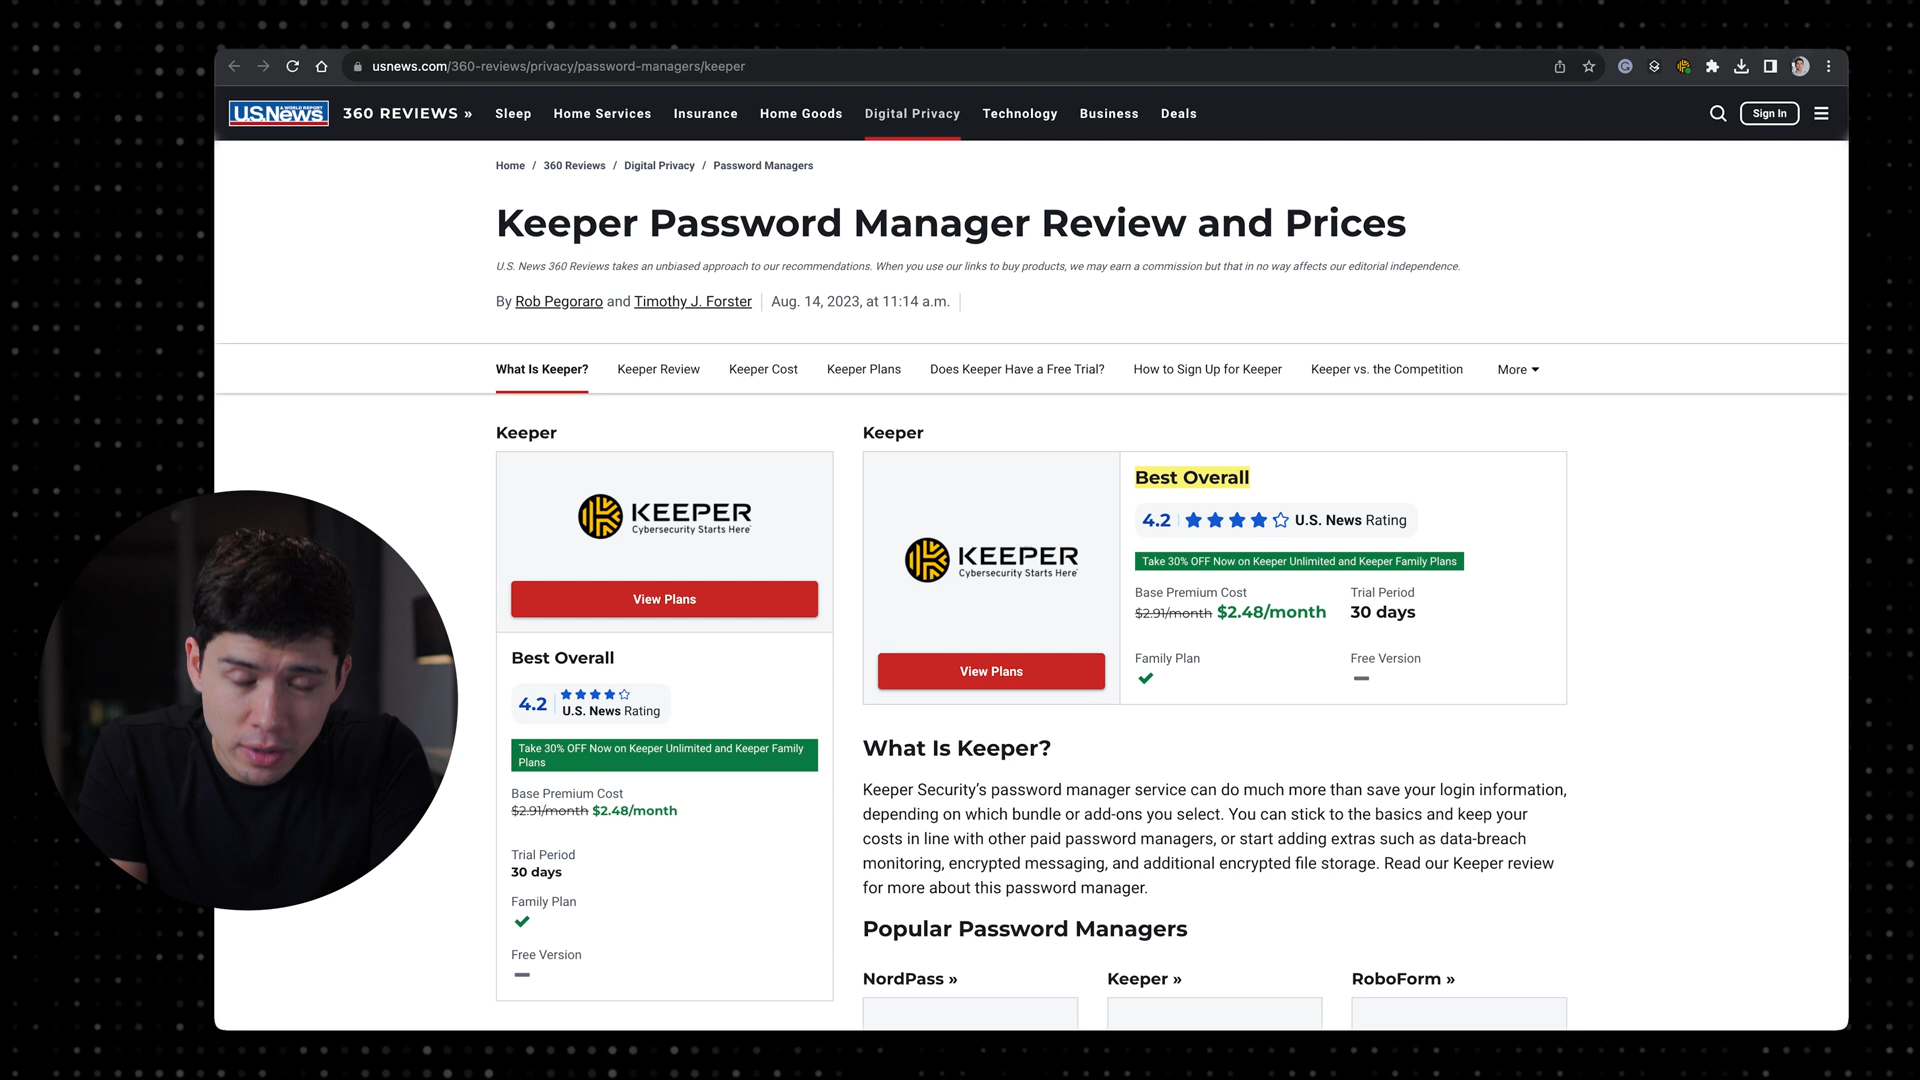 usnews.com/360-reviews/privacy/password-managers/keeper
U.S.News
& WORLD REPORT
360 REVIEWS »
Sleep
Home Services
Insurance
Home Goods
Digital Privacy
Technology
Business
Deals
Sign In
Home / 360 Reviews / Digital Privacy / Password Managers
Keeper Password Manager Review and Prices
U.S. News 360 Reviews takes an unbiased approach to our recommendations. When you use our links to buy products, we may earn a commission but that in no way affects our editorial independence.
By Rob Pegoraro and Timothy J. Forster
Aug. 14, 2023, at 11:14 a.m.
What Is Keeper?
Keeper Review
Keeper Cost
Keeper Plans
Does Keeper Have a Free Trial?
How to Sign Up for Keeper
Keeper vs. the Competition
More
Keeper
KEEPER
Cybersecurity Starts Here
View Plans
Best Overall
4.2
U.S. News Rating
Take 30% OFF Now on Keeper Unlimited and Keeper Family
Plans
Base Premium Cost
$2.91/month $2.48/month
Trial Period
30 days
Family Plan
Free Version
Keeper
KEEPER
Cybersecurity Starts Here
View Plans
Best Overall
4.2
U.S. News Rating
Take 30% OFF Now on Keeper Unlimited and Keeper Family Plans
Base Premium Cost
$2.91/month $2.48/month
Trial Period
30 days
Family Plan
Free Version
What Is Keeper?
Keeper Security’s password manager service can do much more than save your login information,
depending on which bundle or add-ons you select. You can stick to the basics and keep your
costs in line with other paid password managers, or start adding extras such as data-breach
monitoring, encrypted messaging, and additional encrypted file storage. Read our Keeper review
for more about this password manager.
Popular Password Managers
NordPass »
Keeper »
RoboForm »